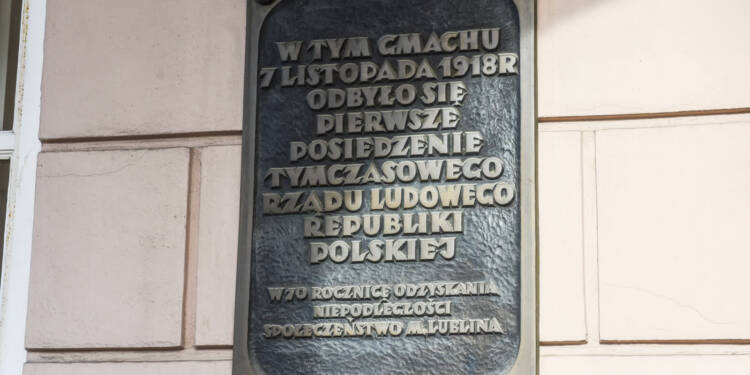 W TYM GMACHU
7 LISTOPADA 1918 R
ODBYŁO SIĘ
PIERWSZE
POSIEDZENIE
TYMCZASOWEGO
RZĄDU LUDOWEGO
REPUBLIKI
POLSKIEJ
W 70 ROCZNICĘ ODZYSKANIA
NIEPODLEGŁOŚCI
SPOŁECZEŃSTWO M. LUBLINA